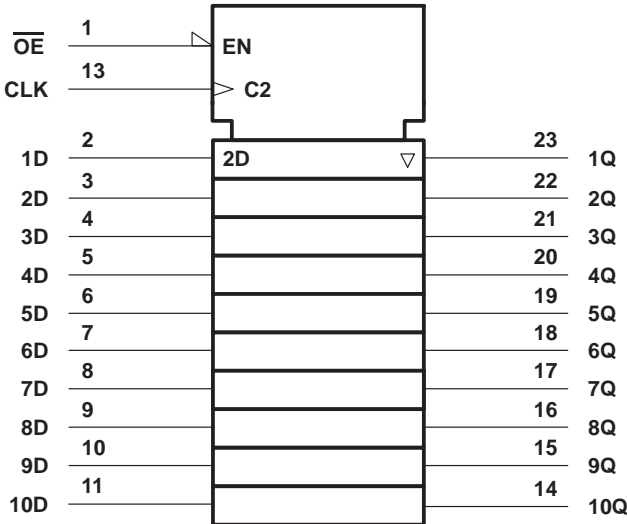 OE 1 EN
CLK 13 C2
1D 2 2D 23 1Q
2D 3 22 2Q
3D 4 21 3Q
4D 5 20 4Q
5D 6 19 5Q
6D 7 18 6Q
7D 8 17 7Q
8D 9 16 8Q
9D 10 15 9Q
10D 11 14 10Q